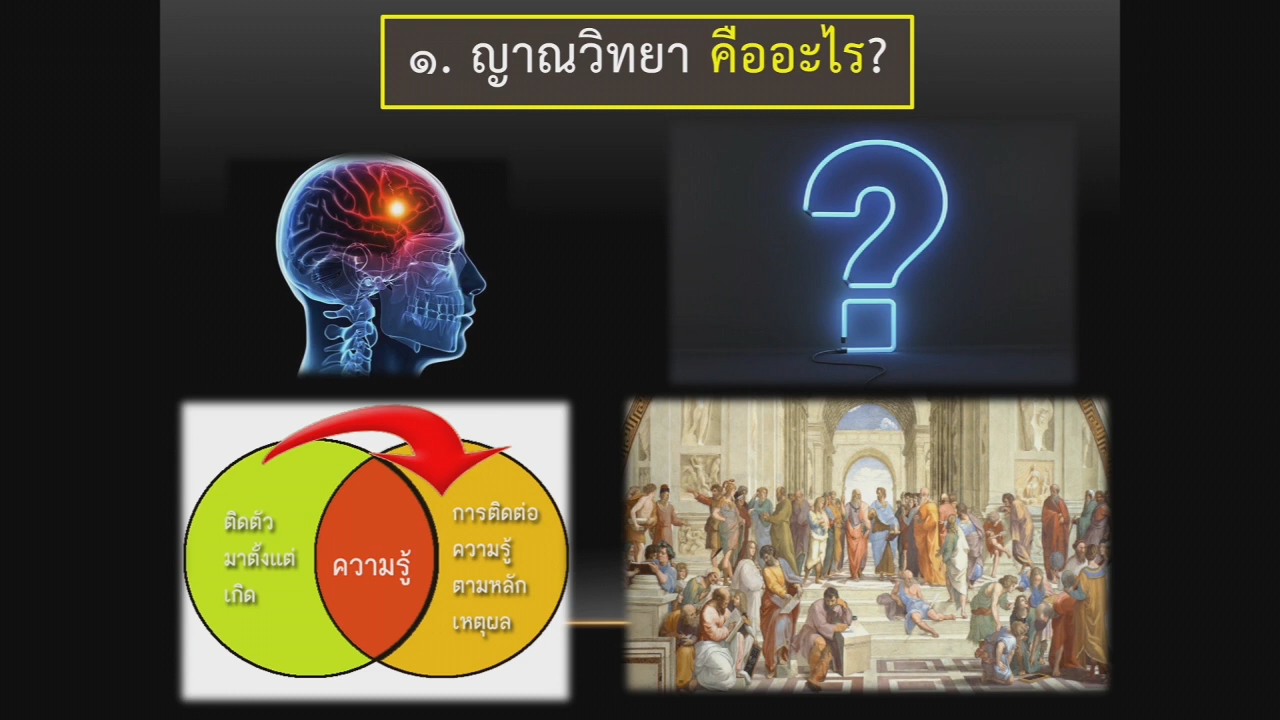 ๑. ญาณวิทยา คืออะไร?
ติดตัว
มาตั้งแต่
เกิด
ความรู้
การติดต่อ
ความรู้
ตามหลัก
เหตุผล